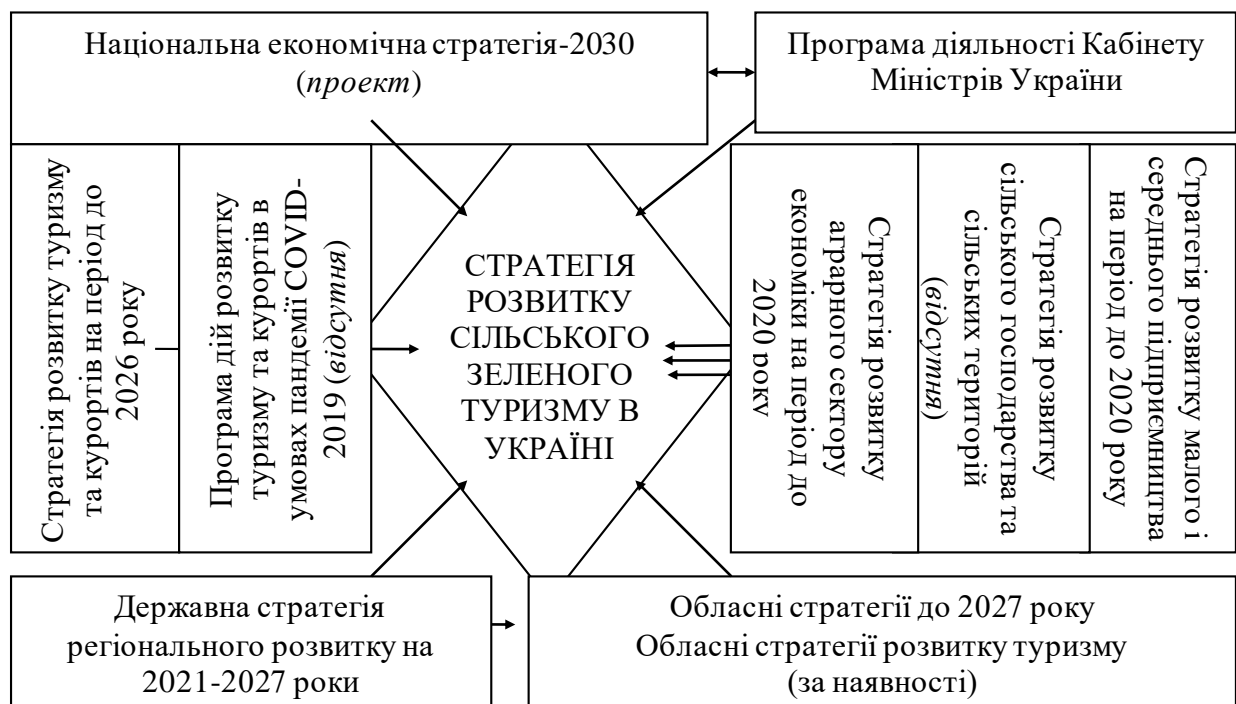 Національна економічна стратегія-2030
(проект)
Програма діяльності Кабінету
Міністрів України
Стратегія розвитку туризму
та курортів на період до
2026 року
Програма дій розвитку
туризму та курортів в
умовах пандемії COVID-
2019 (відсутня)
СТРАТЕГІЯ
РОЗВИТКУ
СІЛЬСЬКОГО
ЗЕЛЕНОГО
ТУРИЗМУ В
УКРАЇНІ
Стратегія розвитку
аграрного сектору
економіки на період до
2020 року
Стратегія розвитку
сільського господарства та
сільських територій
(відсутня)
Стратегія розвитку малого і
середнього підприємництва
на період до 2020 року
Державна стратегія
регіонального розвитку на
2021-2027 роки
Обласні стратегії до 2027 року
Обласні стратегії розвитку туризму
(за наявності)